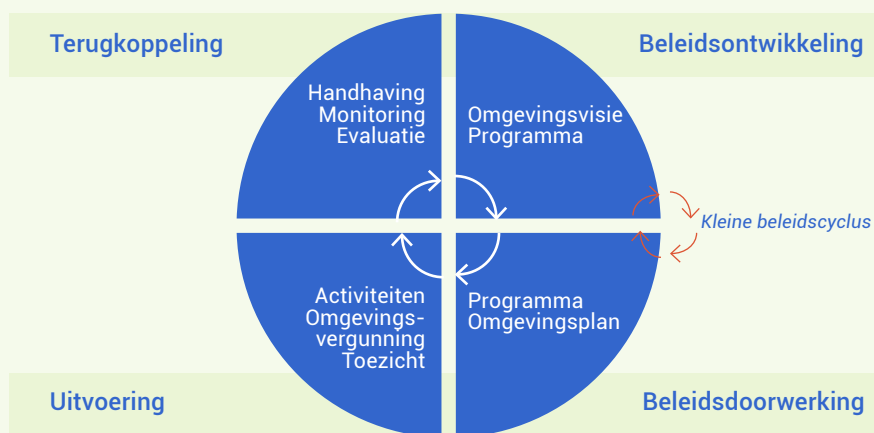 Terugkoppeling
Beleidsontwikkeling
Handhaving
Monitoring
Evaluatie
Omgevingsvisie
Programma
Kleine beleidscyclus
Activiteiten
Omgevings-
vergunning
Toezicht
Programma
Omgevingsplan
Uitvoering
Beleidsdoorwerking